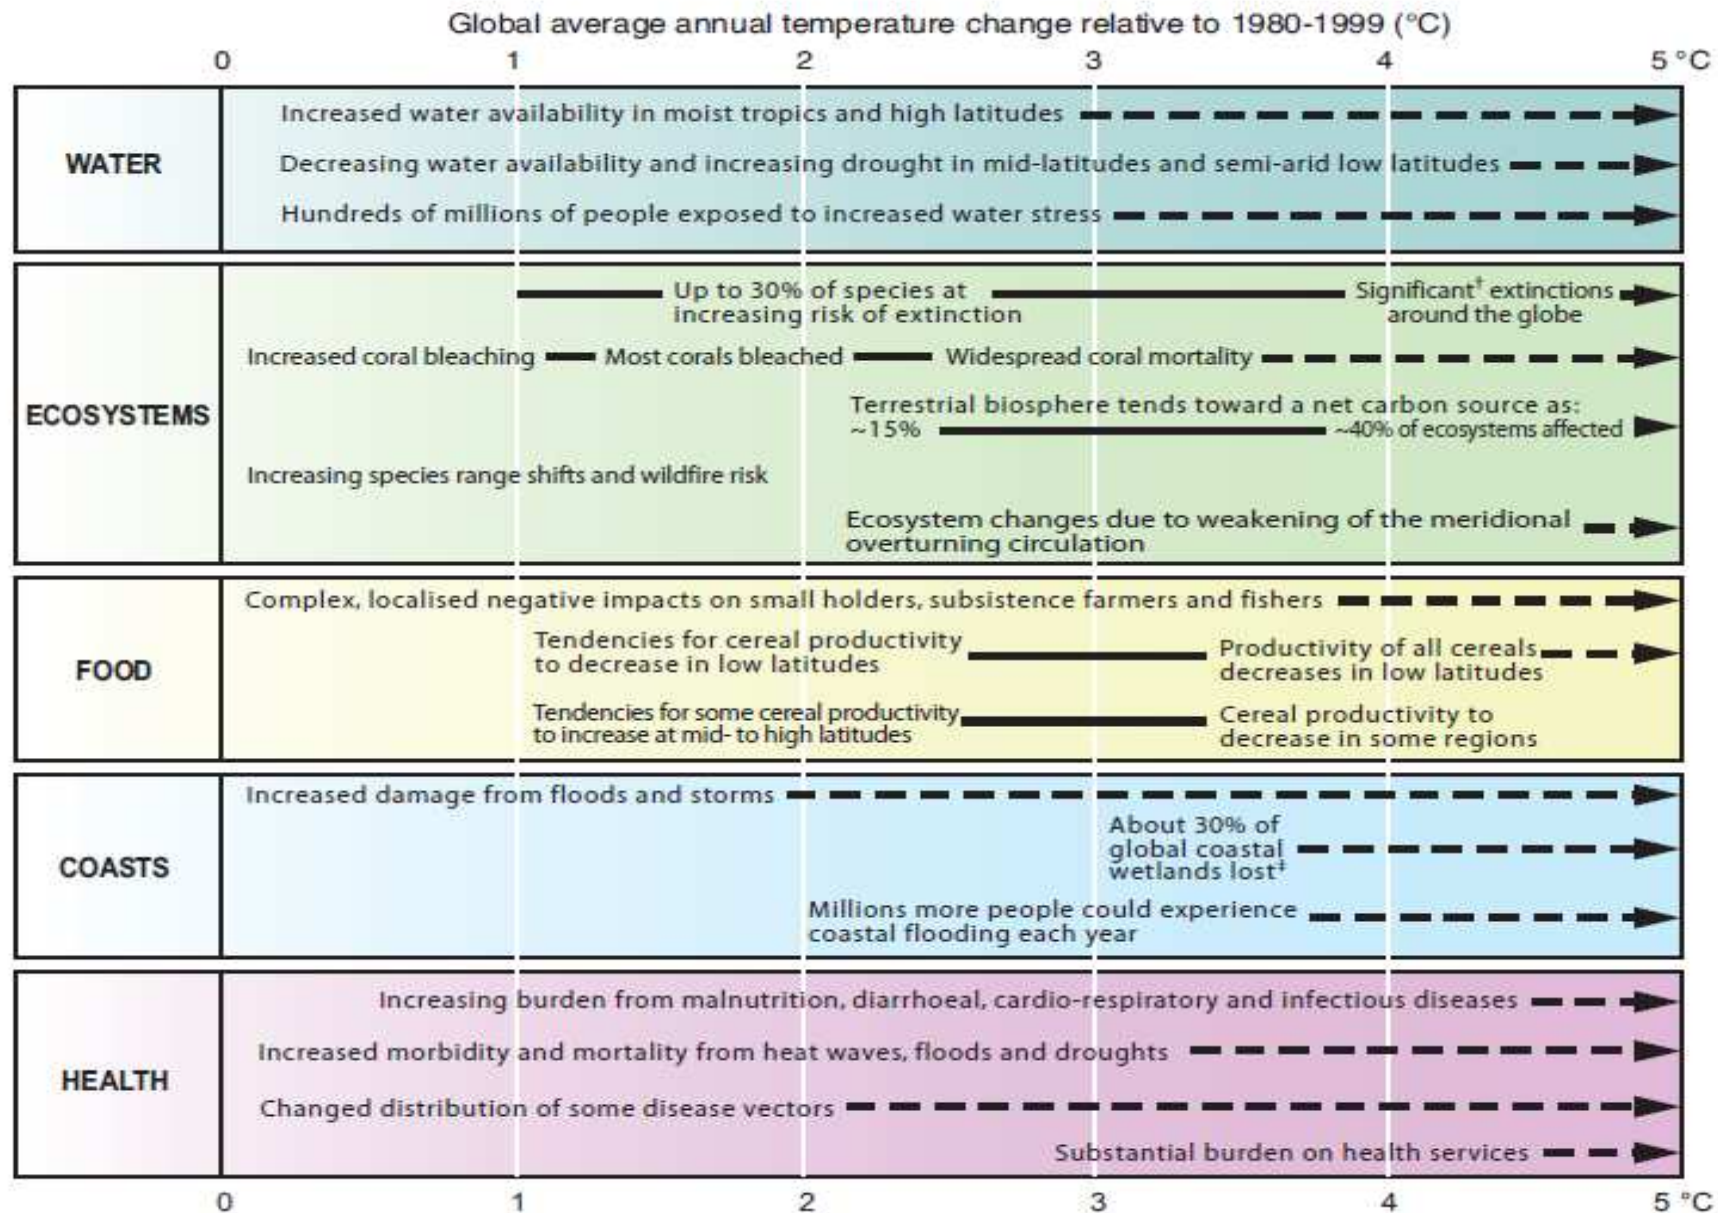 Global average annual temperature change relative to 1980-1999 (°C)
0 1 2 3 4 5 °C
WATER
Increased water availability in moist tropics and high latitudes
Decreasing water availability and increasing drought in mid-latitudes and semi-arid low latitudes
Hundreds of millions of people exposed to increased water stress
ECOSYSTEMS
Up to 30% of species at
increasing risk of extinction
Significant† extinctions
around the globe
Increased coral bleaching Most corals bleached Widespread coral mortality
Terrestrial biosphere tends toward a net carbon source as:
~15% ~40% of ecosystems affected
Increasing species range shifts and wildfire risk
Ecosystem changes due to weakening of the meridional
overturning circulation
FOOD
Complex, localised negative impacts on small holders, subsistence farmers and fishers
Tendencies for cereal productivity
to decrease in low latitudes
Productivity of all cereals
decreases in low latitudes
Tendencies for some cereal productivity
to increase at mid- to high latitudes
Cereal productivity to
decrease in some regions
COASTS
Increased damage from floods and storms
About 30% of
global coastal
wetlands lost‡
Millions more people could experience
coastal flooding each year
HEALTH
Increasing burden from malnutrition, diarrhoeal, cardio-respiratory and infectious diseases
Increased morbidity and mortality from heat waves, floods and droughts
Changed distribution of some disease vectors
Substantial burden on health services
0 1 2 3 4 5 °C